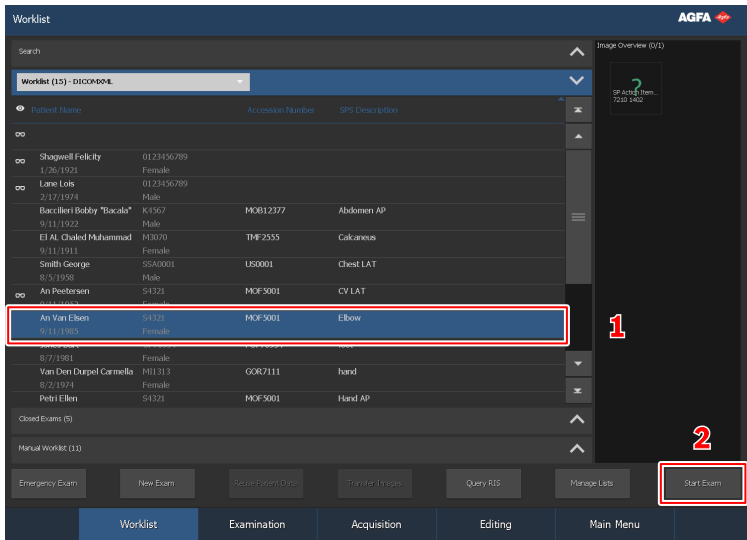 Worklist
AGFA
Search
Image Overview (0/1)
Worklist (15) - DICOMXML
SP Action Item...
7210 1402
Patient Name Accession Number SPS Description
Shagwell Felicity 0123456789
1/26/1921 Female
Lane Lois 0123456789
2/17/1974 Male
Baccilieri Bobby "Bacala" K4567 MOB12377 Abdomen AP
9/11/1922 Male
El AL Chaled Muhammad M3070 TMF2555 Calcaneus
9/11/1911 Female
Smith George SSA0001 US0001 Chest LAT
8/5/1958 Male
An Peetersen S4321 MOF5001 CV LAT
An Van Elsen S4321 MOF5001 Elbow
9/11/1985 Female
1
8/7/1981 Female
Van Den Durpel Carmella MI1313 GOR7111 hand
8/2/1974 Female
Petri Ellen S4321 MOF5001 Hand AP
Closed Exams (5)
Manual Worklist (11)
2
Emergency Exam New Exam Reuse Patient Data Transfer Images Query RIS Manage Lists Start Exam
Worklist Examination Acquisition Editing Main Menu